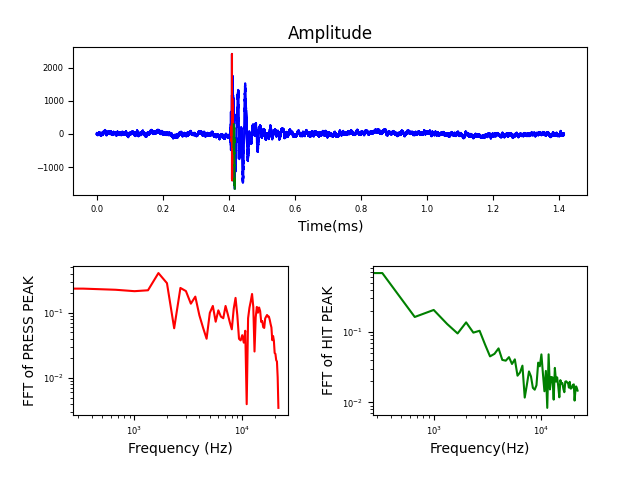 Amplitude
2000
1000
0
−1000
0.0 0.2 0.4 0.6 0.8 1.0 1.2 1.4
Time(ms)
FFT of PRESS PEAK
10⁻¹
10⁻²
10³ 10⁴
Frequency (Hz)
FFT of HIT PEAK
10⁻¹
10⁻²
10³ 10⁴
Frequency(Hz)